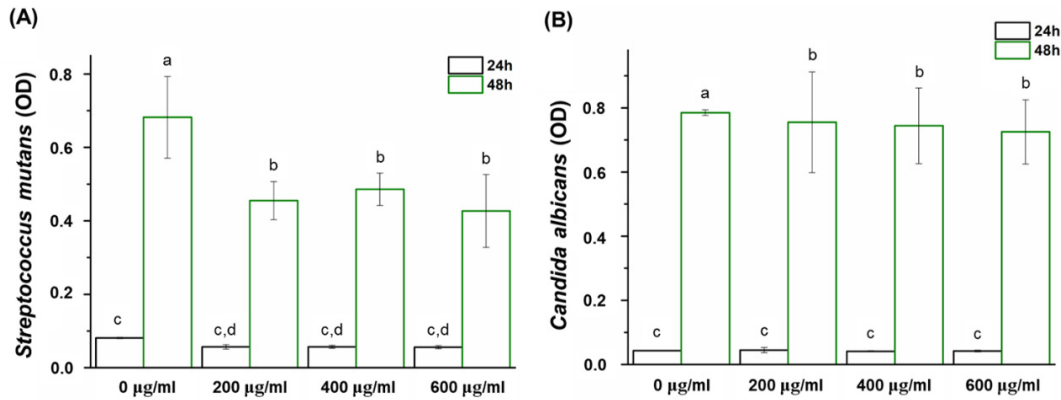 (A)
24h
48h
Streptococcus mutans (OD)
0.8
0.6
0.4
0.2
0.0
a
b
b
b
c
c,d
c,d
c,d
0 µg/ml 200 µg/ml 400 µg/ml 600 µg/ml
(B)
24h
48h
Candida albicans (OD)
0.8
0.6
0.4
0.2
0.0
a
b
b
b
c
c
c
c
0 µg/ml 200 µg/ml 400 µg/ml 600 µg/ml